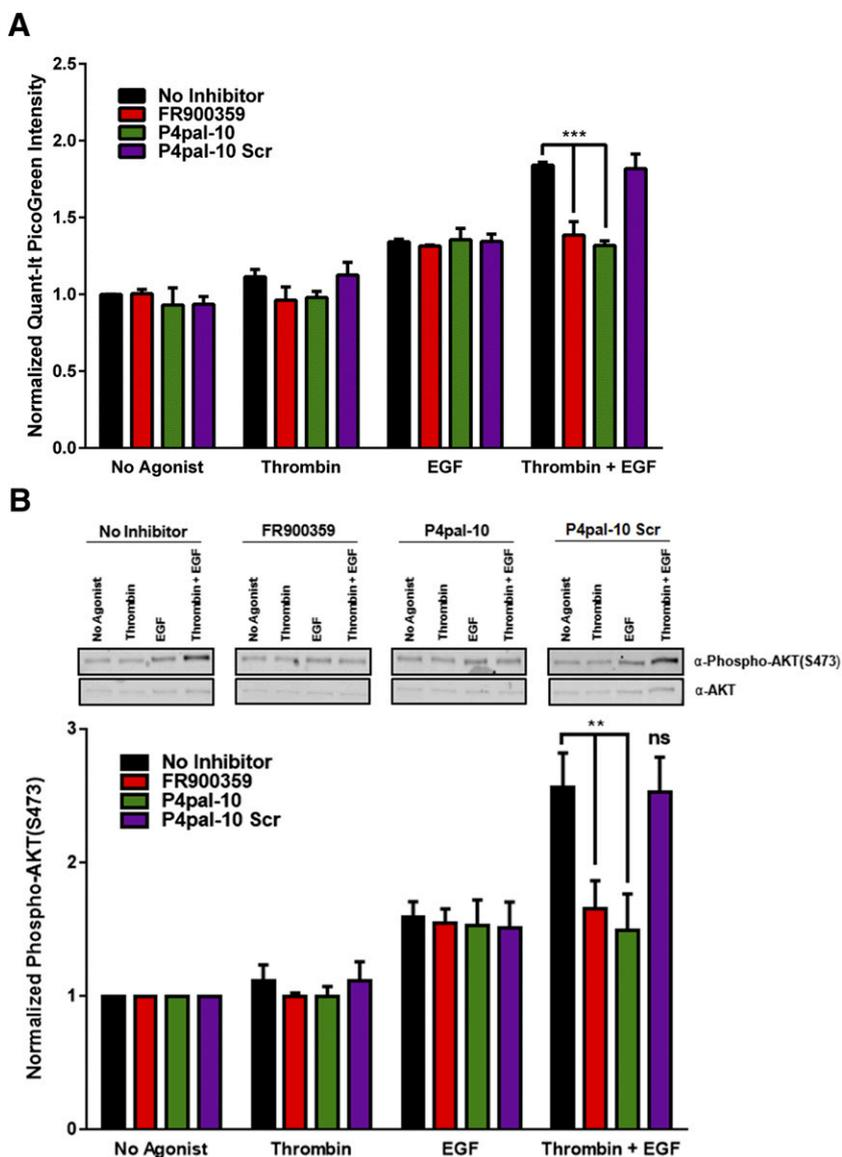 A
Normalized Quant-It PicoGreen Intensity
2.5
2.0
1.5
1.0
0.5
0.0
No Inhibitor
FR900359
P4pal-10
P4pal-10 Scr
***
No Agonist Thrombin EGF Thrombin + EGF
B
No Inhibitor FR900359 P4pal-10 P4pal-10 Scr
No Agonist Thrombin EGF Thrombin + EGF No Agonist Thrombin EGF Thrombin + EGF No Agonist Thrombin EGF Thrombin + EGF No Agonist Thrombin EGF Thrombin + EGF
α-Phospho-AKT(S473)
α-AKT
Normalized Phospho-AKT(S473)
3
2
1
0
No Inhibitor
FR900359
P4pal-10
P4pal-10 Scr
**
ns
No Agonist Thrombin EGF Thrombin + EGF